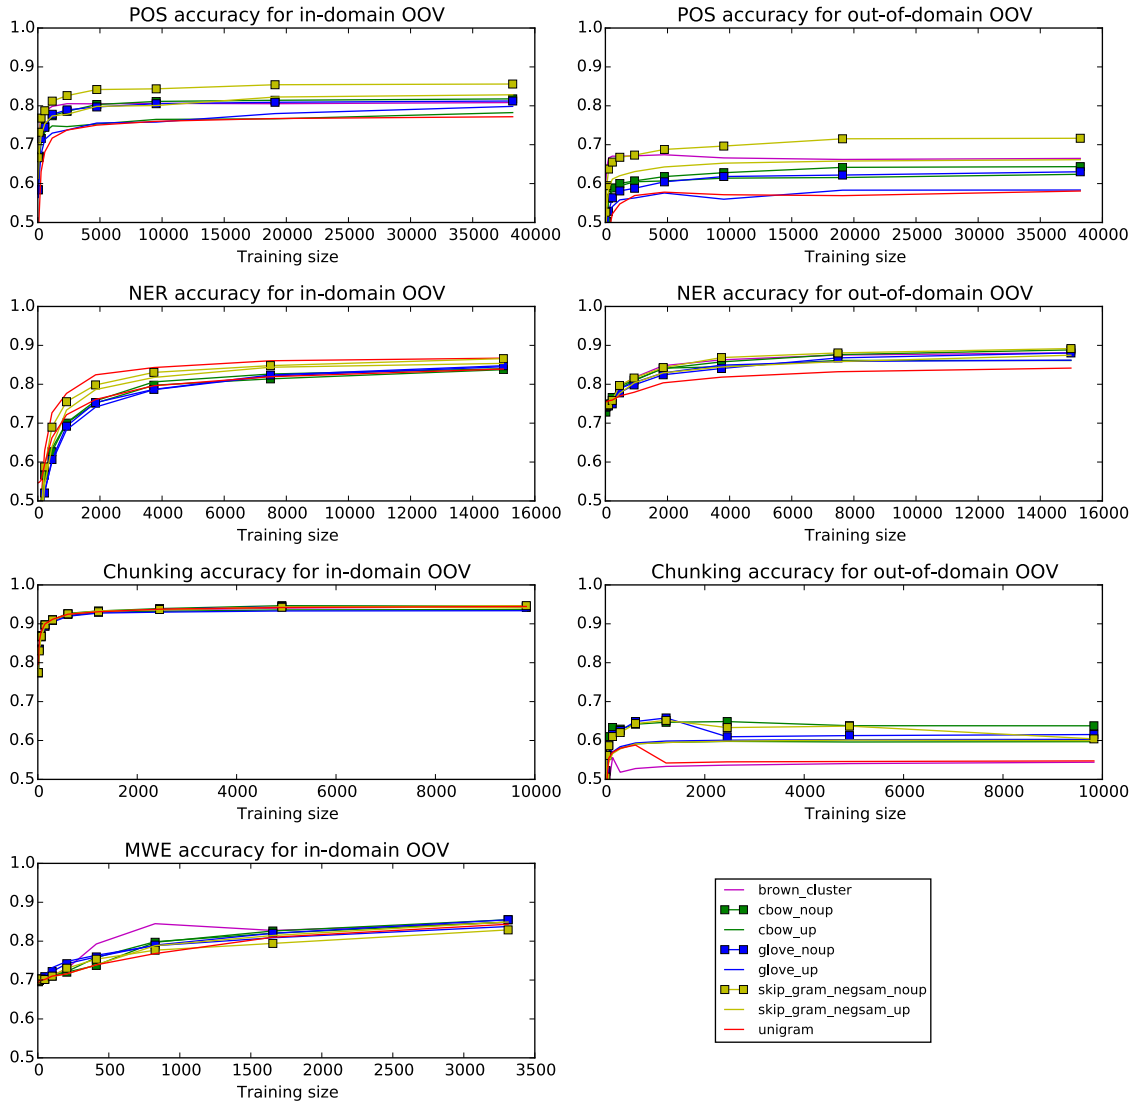 POS accuracy for in-domain OOV
1.0
0.9
0.8
0.7
0.6
0.5
0 5000 10000 15000 20000 25000 30000 35000 40000
Training size
POS accuracy for out-of-domain OOV
1.0
0.9
0.8
0.7
0.6
0.5
0 5000 10000 15000 20000 25000 30000 35000 40000
Training size
NER accuracy for in-domain OOV
1.0
0.9
0.8
0.7
0.6
0.5
0 2000 4000 6000 8000 10000 12000 14000 16000
Training size
NER accuracy for out-of-domain OOV
1.0
0.9
0.8
0.7
0.6
0.5
0 2000 4000 6000 8000 10000 12000 14000 16000
Training size
Chunking accuracy for in-domain OOV
1.0
0.9
0.8
0.7
0.6
0.5
0 2000 4000 6000 8000 10000
Training size
Chunking accuracy for out-of-domain OOV
1.0
0.9
0.8
0.7
0.6
0.5
0 2000 4000 6000 8000 10000
Training size
MWE accuracy for in-domain OOV
1.0
0.9
0.8
0.7
0.6
0.5
0 500 1000 1500 2000 2500 3000 3500
Training size
brown_cluster
cbow_noup
cbow_up
glove_noup
glove_up
skip_gram_negsam_noup
skip_gram_negsam_up
unigram